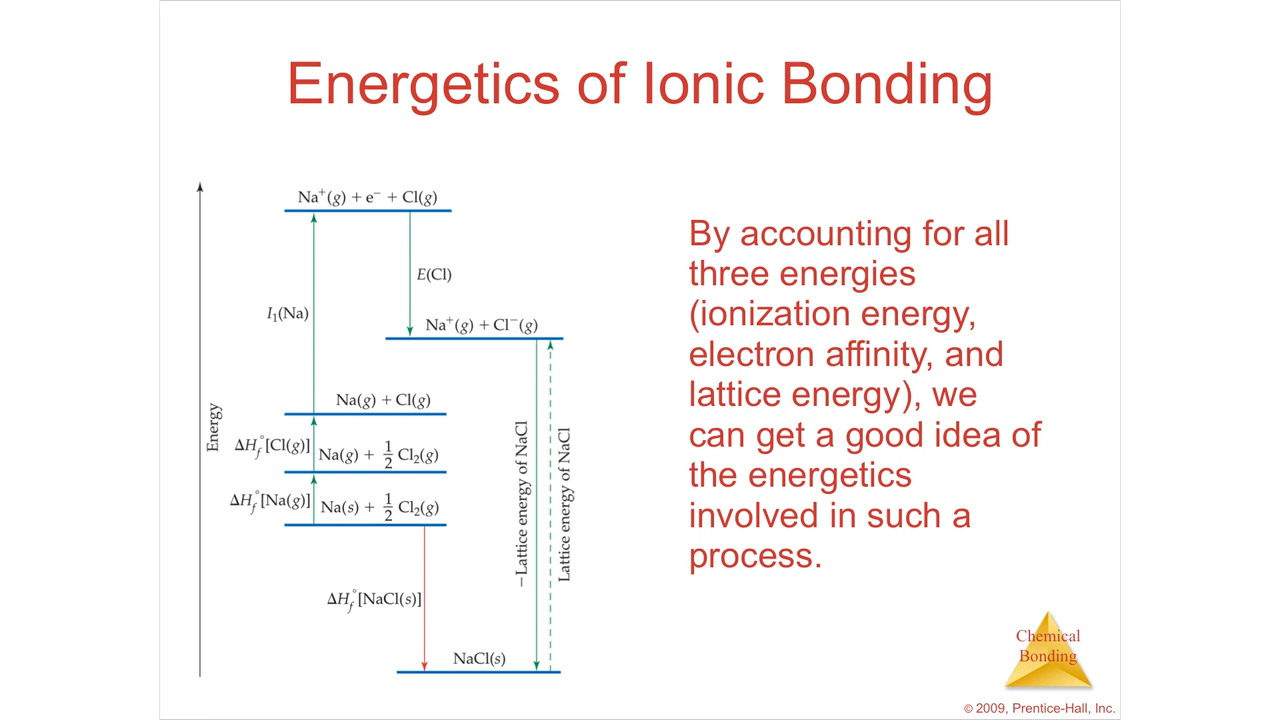 Energetics of Ionic Bonding
Na⁺(g) + e⁻ + Cl(g)
E(Cl)
I₁(Na)
Na⁺(g) + Cl⁻(g)
Na(g) + Cl(g)
ΔH°f[Cl(g)]
Na(g) + 1/2 Cl₂(g)
ΔH°f[Na(g)]
Na(s) + 1/2 Cl₂(g)
Energy
−Lattice energy of NaCl
Lattice energy of NaCl
ΔH°f[NaCl(s)]
NaCl(s)
By accounting for all
three energies
(ionization energy,
electron affinity, and
lattice energy), we
can get a good idea of
the energetics
involved in such a
process.
Chemical
Bonding
© 2009, Prentice-Hall, Inc.